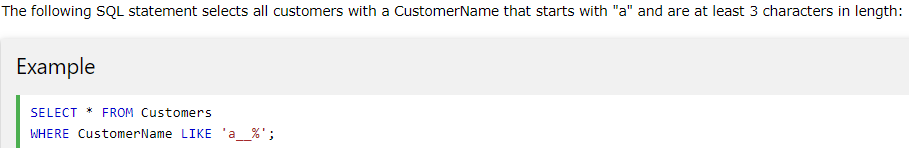 The following SQL statement selects all customers with a CustomerName that starts with "a" and are at least 3 characters in length:
Example
SELECT * FROM Customers
WHERE CustomerName LIKE 'a__%';